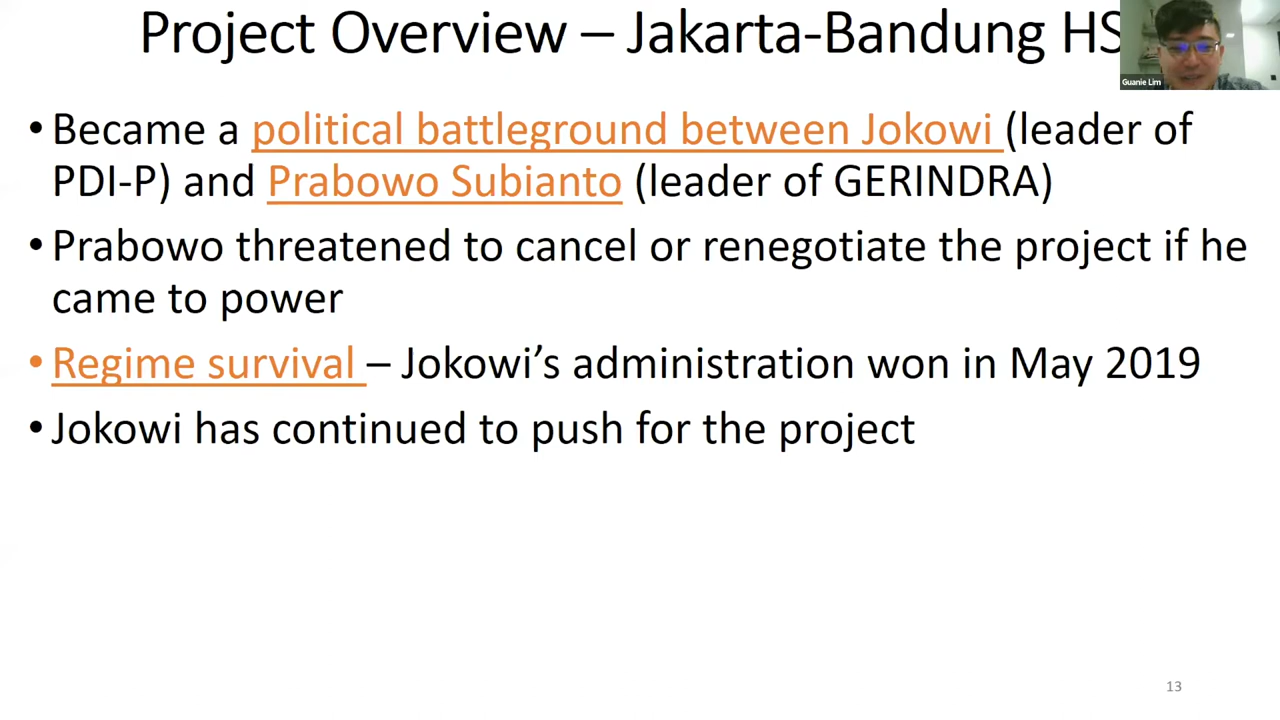 Project Overview – Jakarta-Bandung HS
Guanie Lim
• Became a political battleground between Jokowi (leader of
PDI-P) and Prabowo Subianto (leader of GERINDRA)
• Prabowo threatened to cancel or renegotiate the project if he
came to power
• Regime survival – Jokowi’s administration won in May 2019
• Jokowi has continued to push for the project
13